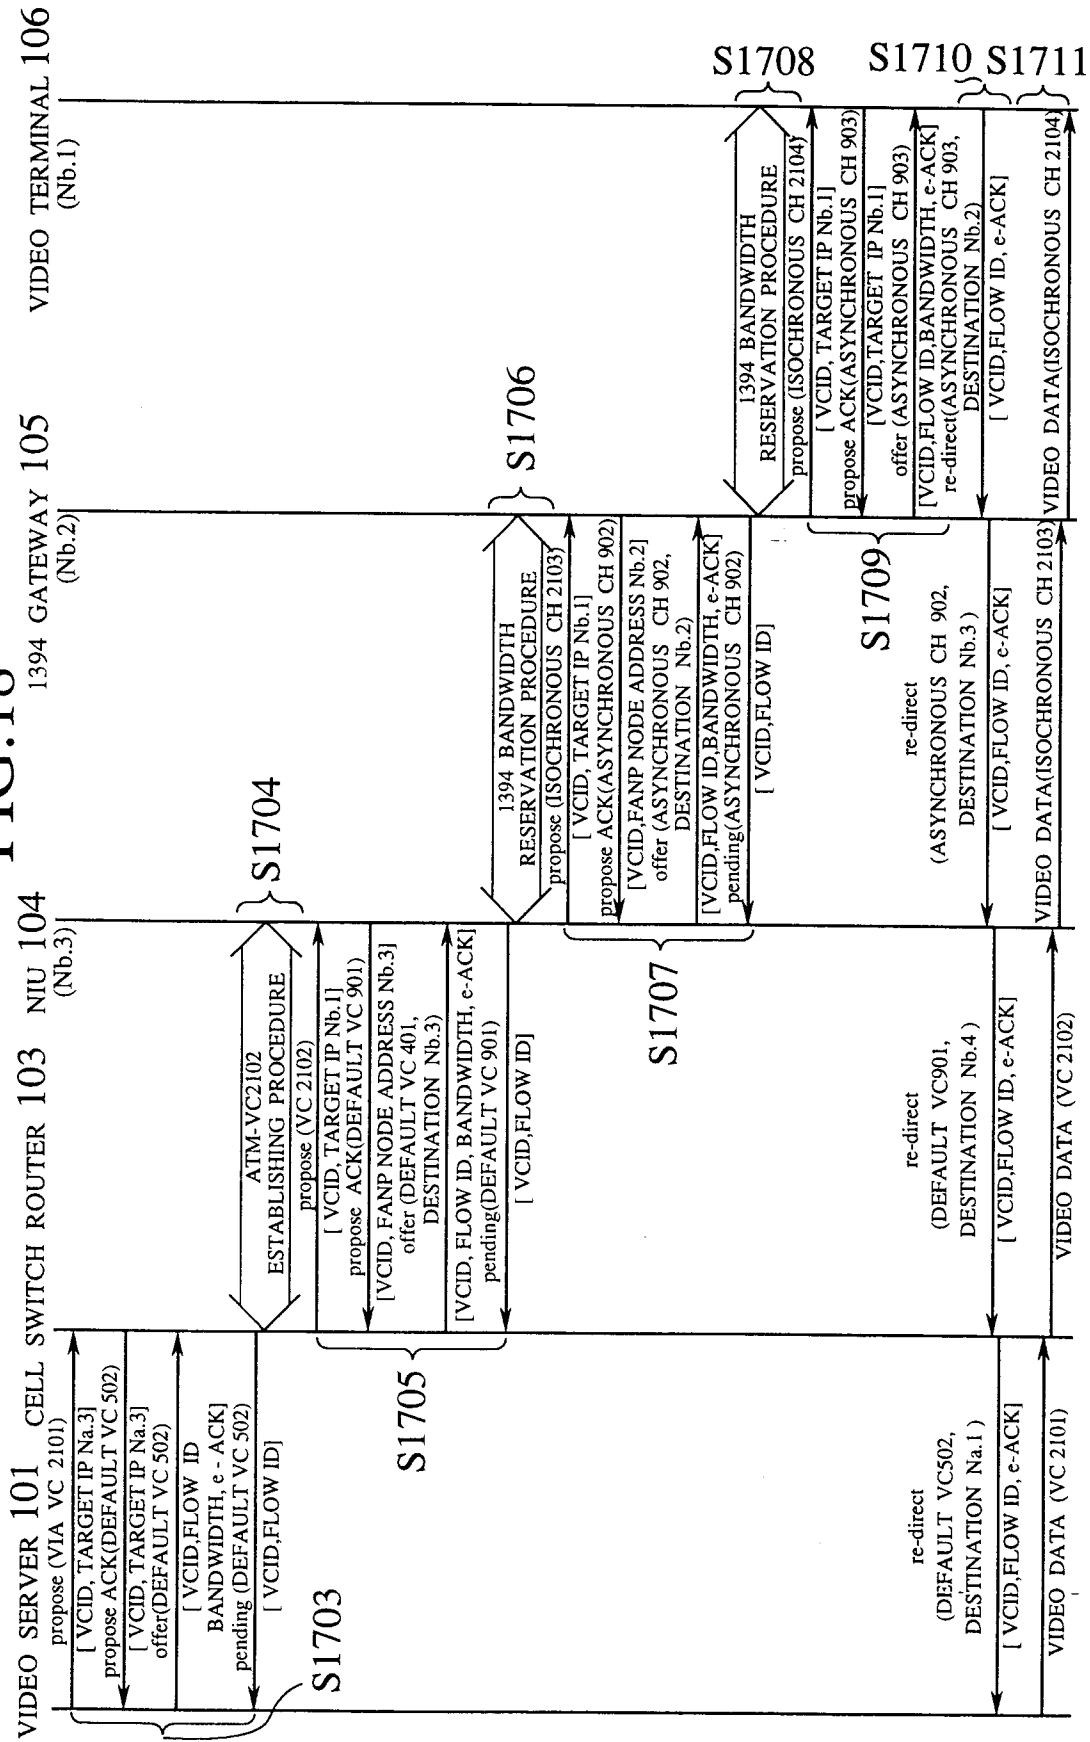 FIG.18
VIDEO SERVER 101
CELL SWITCH ROUTER 103
NIU 104
(Nb.3)
1394 GATEWAY 105
(Nb.2)
VIDEO TERMINAL 106
(Nb.1)
propose (VIA VC 2101)
[ VCID, TARGET IP Na.3]
propose ACK(DEFAULT VC 502)
[ VCID, TARGET IP Na.3]
offer(DEFAULT VC 502)
[ VCID,FLOW ID
BANDWIDTH, e - ACK]
pending (DEFAULT VC 502)
[ VCID,FLOW ID]
S1703
ATM-VC2102
ESTABLISHING PROCEDURE
S1704
propose (VC 2102)
[ VCID, TARGET IP Nb.1]
propose ACK(DEFAULT VC 901)
[VCID, FANP NODE ADDRESS Nb.3]
offer (DEFAULT VC 401,
DESTINATION Nb.3)
[VCID, FLOW ID, BANDWIDTH, e-ACK]
pending(DEFAULT VC 901)
[ VCID,FLOW ID]
S1705
1394 BANDWIDTH
RESERVATION PROCEDURE
S1706
propose (ISOCHRONOUS CH 2103)
[ VCID, TARGET IP Nb.1]
propose ACK(ASYNCHRONOUS CH 902)
[VCID,FANP NODE ADDRESS Nb.2]
offer (ASYNCHRONOUS CH 902,
DESTINATION Nb.2)
[VCID,FLOW ID,BANDWIDTH, e-ACK]
pending(ASYNCHRONOUS CH 902)
[ VCID,FLOW ID]
S1707
1394 BANDWIDTH
RESERVATION PROCEDURE
S1708
propose (ISOCHRONOUS CH 2104)
[ VCID, TARGET IP Nb.1]
propose ACK(ASYNCHRONOUS CH 903)
[VCID,TARGET IP Nb.1]
offer (ASYNCHRONOUS CH 903)
[VCID,FLOW ID,BANDWIDTH, e-ACK]
S1709
re-direct(ASYNCHRONOUS CH 903,
DESTINATION Nb.2)
[ VCID,FLOW ID, e-ACK]
S1710
re-direct
(ASYNCHRONOUS CH 902,
DESTINATION Nb.3 )
[ VCID,FLOW ID, e-ACK]
re-direct
(DEFAULT VC901,
DESTINATION Nb.4 )
[ VCID,FLOW ID, e-ACK]
re-direct
(DEFAULT VC502,
DESTINATION Na.1 )
[ VCID,FLOW ID, e-ACK]
VIDEO DATA (VC 2101)
VIDEO DATA (VC 2102)
VIDEO DATA(ISOCHRONOUS CH 2103)
VIDEO DATA(ISOCHRONOUS CH 2104)
S1711